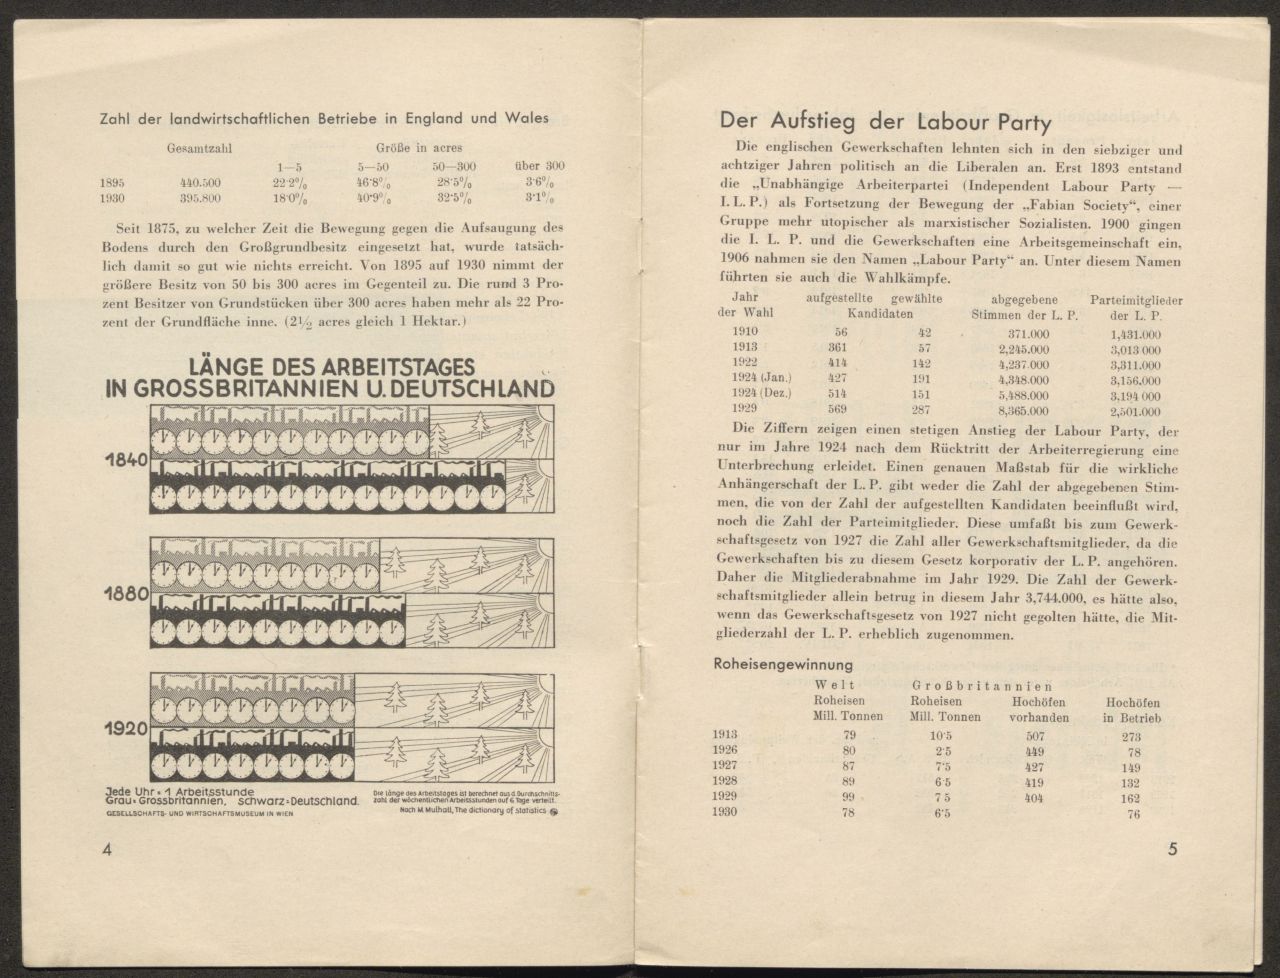 Zahl der landwirtschaftlichen Betriebe in England und Wales
Gesamtzahl Größe in acres
1—5 5—50 50—300 über 300
1895 440.500 22·2% 46·8% 28·5% 3·6%
1930 395.800 18·0% 40·9% 32·5% 3·1%
Seit 1875, zu welcher Zeit die Bewegung gegen die Aufsaugung des
Bodens durch den Großgrundbesitz eingesetzt hat, wurde tatsäch-
lich damit so gut wie nichts erreicht. Von 1895 auf 1930 nimmt der
größere Besitz von 50 bis 300 acres im Gegenteil zu. Die rund 3 Pro-
zent Besitzer von Grundstücken über 300 acres haben mehr als 22 Pro-
zent der Grundfläche inne. (2½ acres gleich 1 Hektar.)
LÄNGE DES ARBEITSTAGES
IN GROSSBRITANNIEN U. DEUTSCHLAND
1840
1880
1920
Jede Uhr = 1 Arbeitsstunde
Grau = Grossbritannien, schwarz = Deutschland.
GESELLSCHAFTS- UND WIRTSCHAFTSMUSEUM IN WIEN
Die Länge des Arbeitstages ist berechnet aus d. Durchschnitts-
zahl der wöchentlichen Arbeitsstunden auf 6 Tage verteilt.
Nach M. Mulhall, The dictionary of statistics
4
Der Aufstieg der Labour Party
Die englischen Gewerkschaften lehnten sich in den siebziger und
achtziger Jahren politisch an die Liberalen an. Erst 1893 entstand
die „Unabhängige Arbeiterpartei (Independent Labour Party —
I. L. P.) als Fortsetzung der Bewegung der „Fabian Society“, einer
Gruppe mehr utopischer als marxistischer Sozialisten. 1900 gingen
die I. L. P. und die Gewerkschaften eine Arbeitsgemeinschaft ein,
1906 nahmen sie den Namen „Labour Party“ an. Unter diesem Namen
führten sie auch die Wahlkämpfe.
Jahr aufgestellte gewählte abgegebene Parteimitglieder
der Wahl Kandidaten Stimmen der L. P. der L. P.
1910 56 42 371.000 1,431.000
1913 361 57 2,245.000 3,013 000
1922 414 142 4,237.000 3,311.000
1924 (Jan.) 427 191 4,348.000 3,156.000
1924 (Dez.) 514 151 5,488.000 3,194 000
1929 569 287 8,365.000 2,501.000
Die Ziffern zeigen einen stetigen Anstieg der Labour Party, der
nur im Jahre 1924 nach dem Rücktritt der Arbeiterregierung eine
Unterbrechung erleidet. Einen genauen Maßstab für die wirkliche
Anhängerschaft der L. P. gibt weder die Zahl der abgegebenen Stim-
men, die von der Zahl der aufgestellten Kandidaten beeinflußt wird,
noch die Zahl der Parteimitglieder. Diese umfaßt bis zum Gewerk-
schaftsgesetz von 1927 die Zahl aller Gewerkschaftsmitglieder, da die
Gewerkschaften bis zu diesem Gesetz korporativ der L. P. angehören.
Daher die Mitgliederabnahme im Jahr 1929. Die Zahl der Gewerk-
schaftsmitglieder allein betrug in diesem Jahr 3,744.000, es hätte also,
wenn das Gewerkschaftsgesetz von 1927 nicht gegolten hätte, die Mit-
gliederzahl der L. P. erheblich zugenommen.
Roheisengewinnung
Welt Großbritannien
Roheisen Roheisen Hochöfen Hochöfen
Mill. Tonnen Mill. Tonnen vorhanden in Betrieb
1913 79 10·5 507 273
1926 80 2·5 449 78
1927 87 7·5 427 149
1928 89 6·5 419 132
1929 99 7 5 404 162
1930 78 6·5 76
5